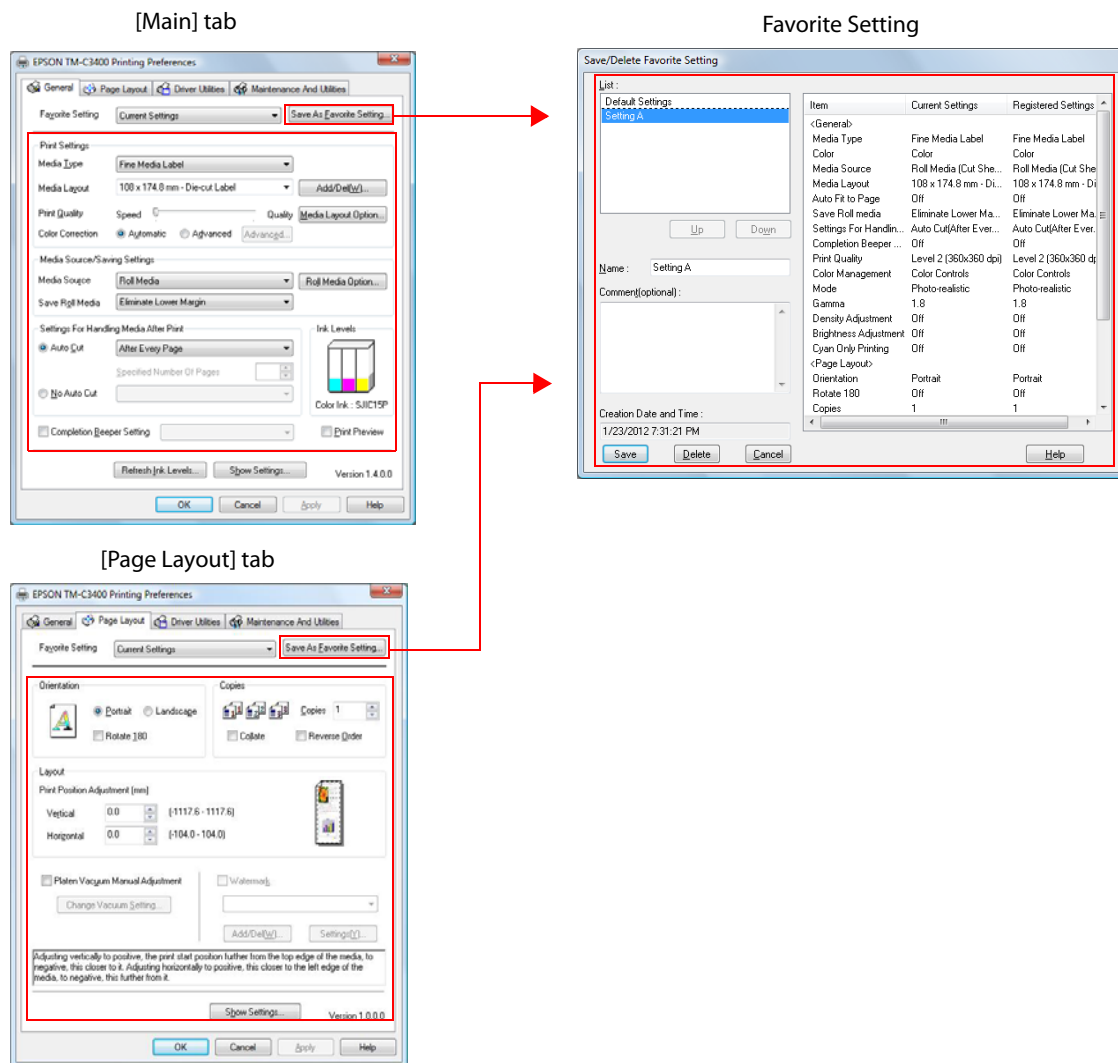 [Main] tab
EPSON TM-C3400 Printing Preferences
General Page Layout Driver Utilities Maintenance And Utilities
Favorite Setting Current Settings Save As Favorite Setting...
Print Settings
Media Type Fine Media Label
Media Layout 108 x 174.8 mm - Die-cut Label Add/Del(W)...
Print Quality Speed Quality Media Layout Option...
Color Correction Automatic Advanced Advanced...
Media Source/Saving Settings
Media Source Roll Media Roll Media Option...
Save Roll Media Eliminate Lower Margin
Settings For Handling Media After Print Ink Levels
Auto Cut After Every Page
Specified Number Of Pages
No Auto Cut
Color Ink : SJIC15P
Completion Beeper Setting Print Preview
Refresh Ink Levels... Show Settings... Version 1.4.0.0
OK Cancel Apply Help
Favorite Setting
Save/Delete Favorite Setting
List :
Default Settings
Setting A
Up Down
Name : Setting A
Comment(optional) :
Creation Date and Time :
1/23/2012 7:31:21 PM
Save Delete Cancel
Item Current Settings Registered Settings
<General>
Media Type Fine Media Label Fine Media Label
Color Color Color
Media Source Roll Media (Cut She... Roll Media (Cut She
Media Layout 108 x 174.8 mm - Di... 108 x 174.8 mm - Di
Auto Fit to Page Off Off
Save Roll media Eliminate Lower Ma... Eliminate Lower Ma.
Settings For Handlin... Auto Cut(After Ever... Auto Cut(After Ever.
Completion Beeper ... Off Off
Print Quality Level 2 (360x360 dpi) Level 2 (360x360 dp
Color Management Color Controls Color Controls
Mode Photo-realistic Photo-realistic
Gamma 1.8 1.8
Density Adjustment Off Off
Brightness Adjustment Off Off
Cyan Only Printing Off Off
<Page Layout>
Orientation Portrait Portrait
Rotate 180 Off Off
Copies 1 1
Help
[Page Layout] tab
EPSON TM-C3400 Printing Preferences
General Page Layout Driver Utilities Maintenance And Utilities
Favorite Setting Current Settings Save As Favorite Setting...
Orientation Copies
Portrait Landscape Copies 1
Rotate 180 Collate Reverse Order
Layout
Print Position Adjustment [mm]
Vertical 0.0 (-1117.6 - 1117.6)
Horizontal 0.0 (-104.0 - 104.0)
Platen Vacuum Manual Adjustment Watermark
Change Vacuum Setting...
Add/Del(W)... Settings(Y)...
Adjusting vertically to positive, the print start position further from the top edge of the media, to
negative, this closer to it. Adjusting horizontally to positive, this closer to the left edge of the
media, to negative, this further from it.
Show Settings... Version 1.0.0.0
OK Cancel Apply Help